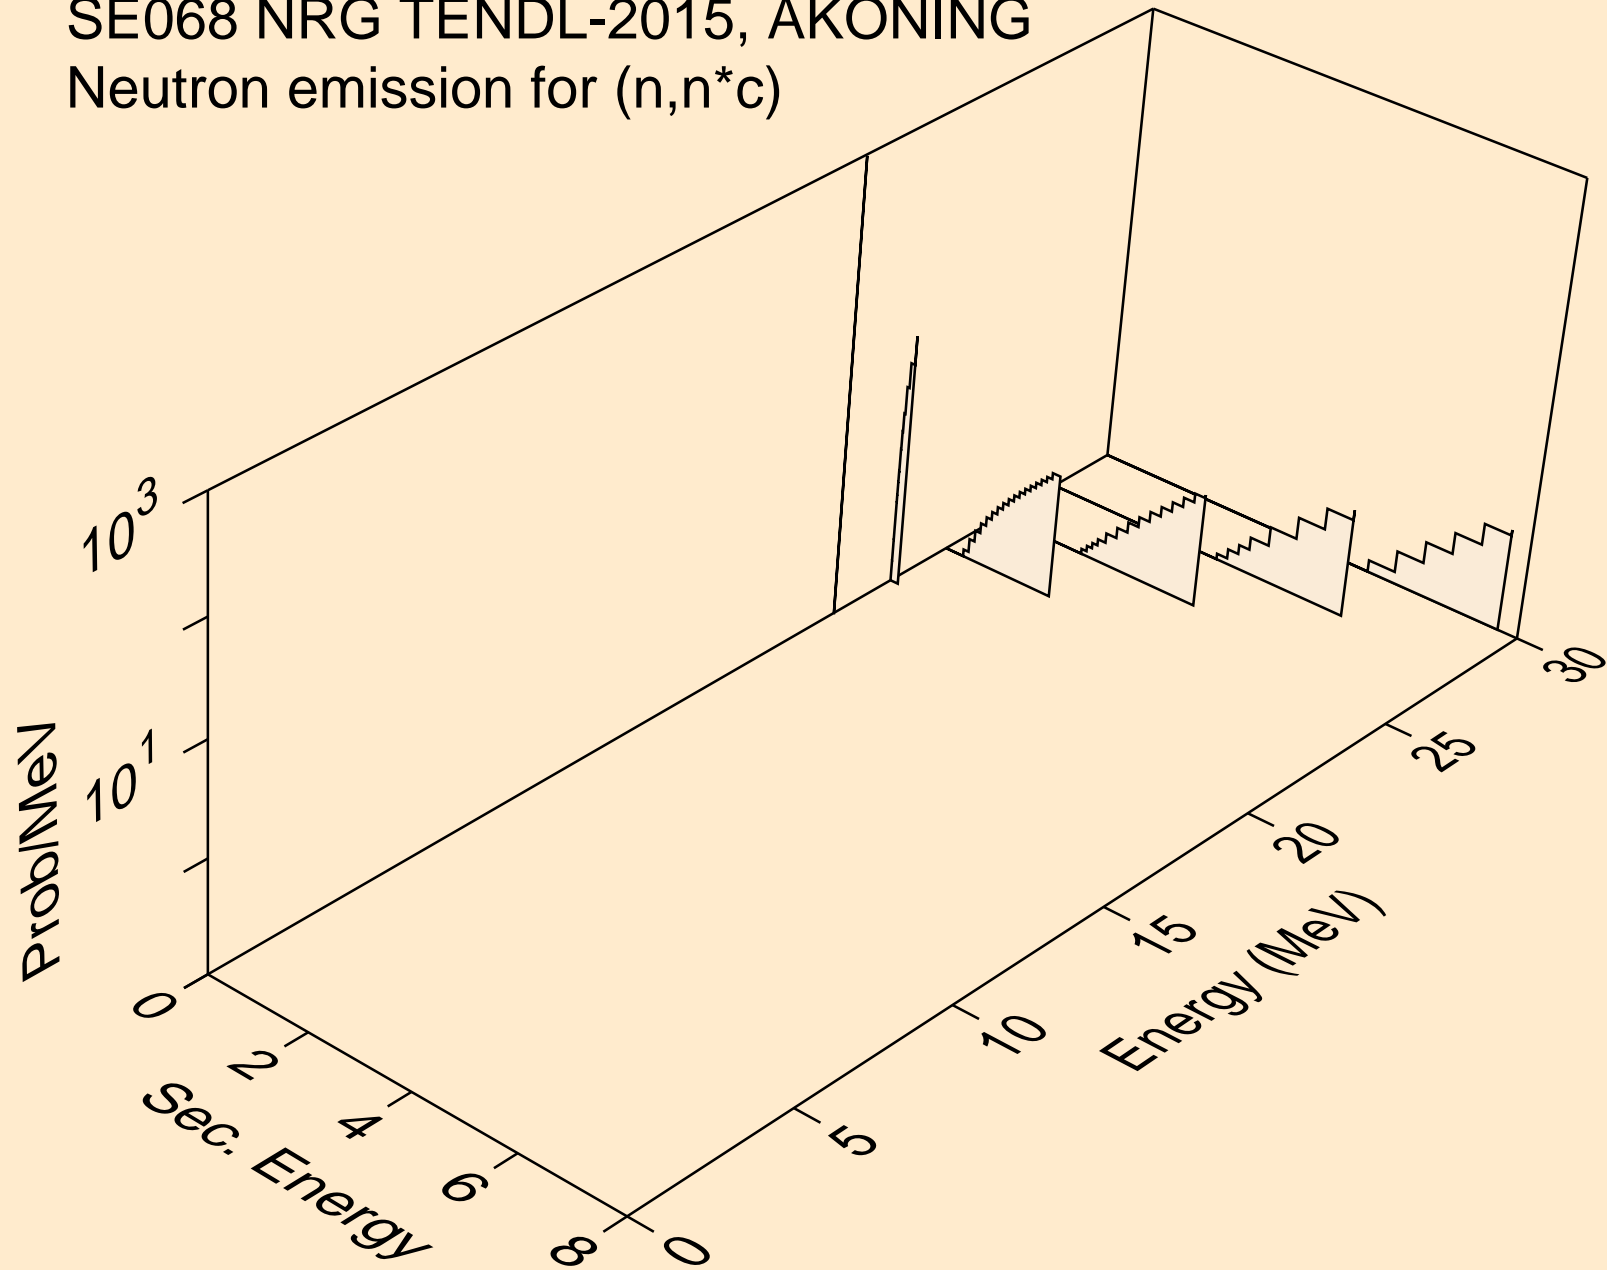 SE068 NRG TENDL-2015, AKONING
Neutron emission for (n,n*c)
10^3
10^1
Prob/MeV
0
2
4
6
8
Sec. Energy
0
5
10
15
20
25
30
Energy (MeV)